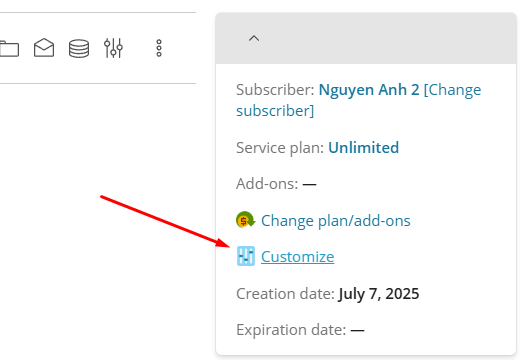 Subscriber: Nguyen Anh 2 [Change
subscriber]
Service plan: Unlimited
Add-ons: —
Change plan/add-ons
Customize
Creation date: July 7, 2025
Expiration date: —